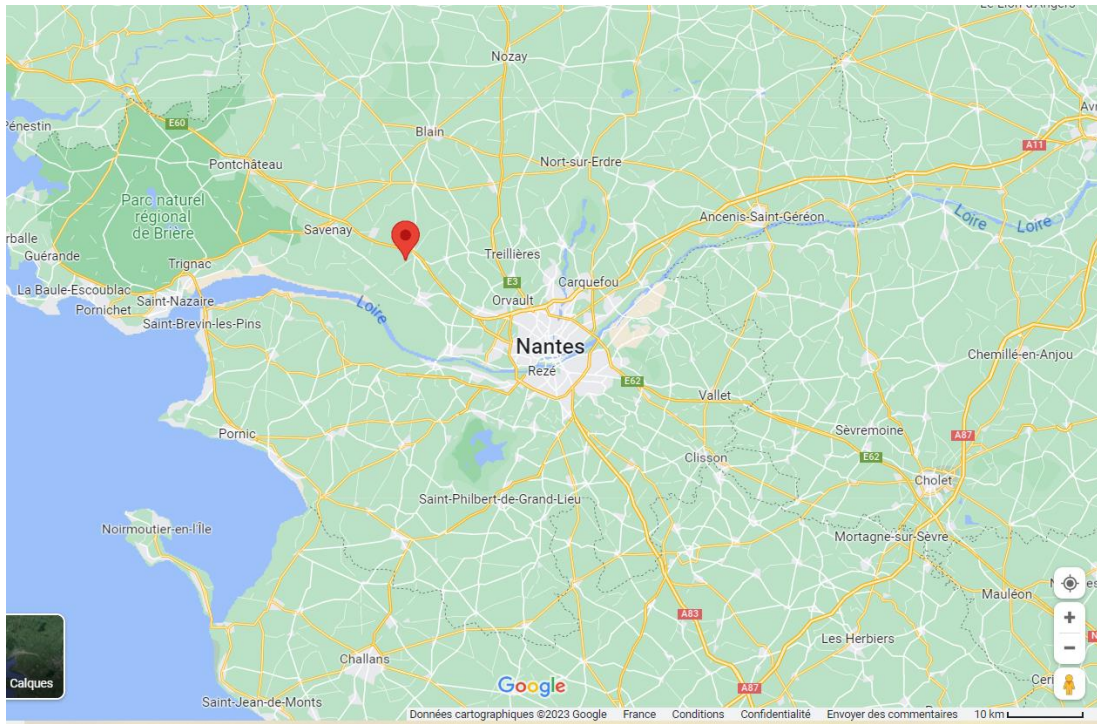 Le Lion-d'Angers
Nozay
Pénestin
E60
Blain
A11
Pontchâteau
Nort-sur-Erdre
Parc naturel
régional
de Brière
Ancenis-Saint-Géréon
Loire
Loire
Savenay
Guérande
Treillières
Trignac
La Baule-Escoublac
E3
Carquefou
Saint-Nazaire
Orvault
Pornichet
Loire
Saint-Brevin-les-Pins
Nantes
Chemillé-en-Anjou
Rezé
E62
Vallet
Pornic
Sèvremoine
A87
E62
Clisson
Cholet
Saint-Philbert-de-Grand-Lieu
Noirmoutier-en-l'Île
Mortagne-sur-Sèvre
Mauléon
A83
Les Herbiers
Challans
Calques
Google
A87
Saint-Jean-de-Monts
Données cartographiques ©2023 Google France Conditions Confidentialité Envoyer des commentaires 10 km